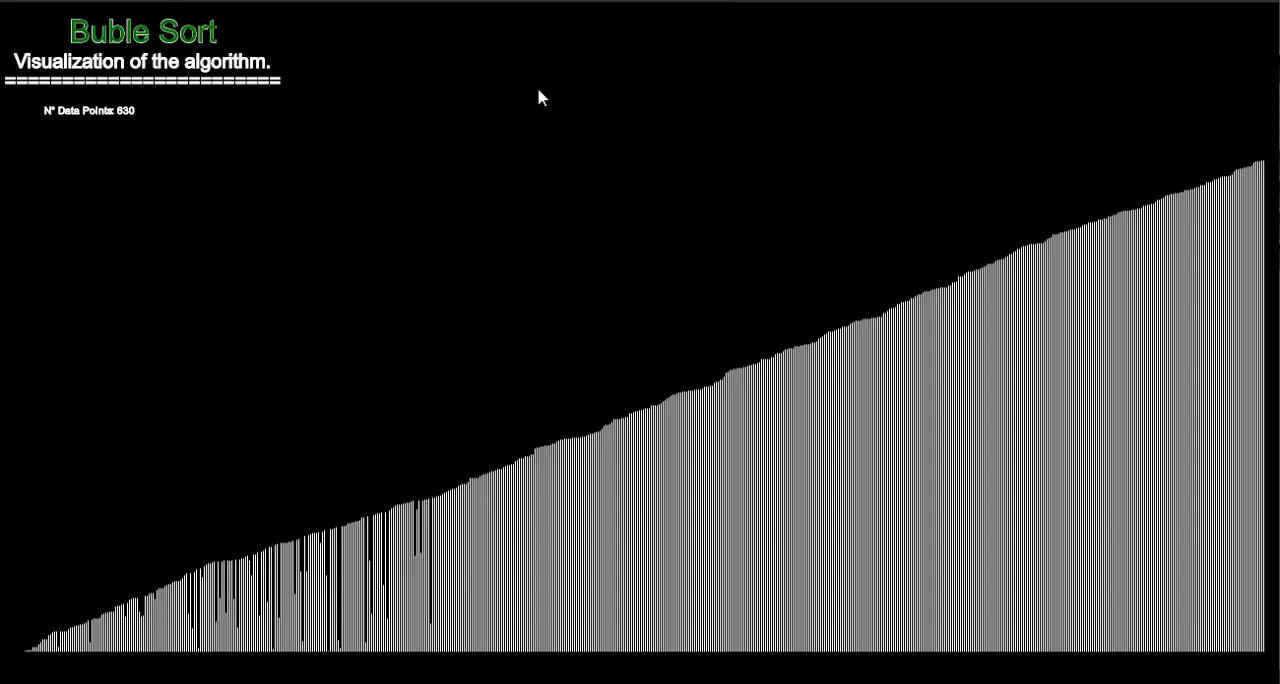 Buble Sort
Visualization of the algorithm.
========================
N° Data Points: 630